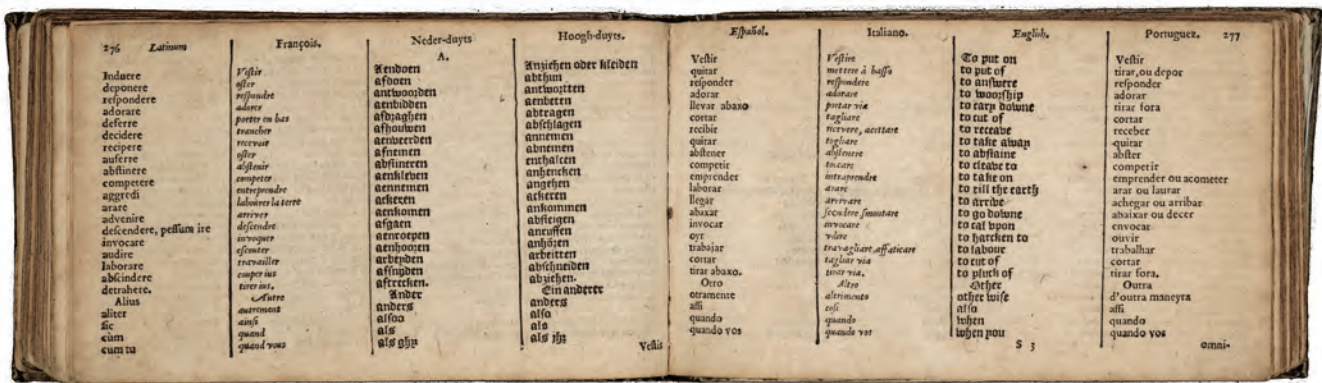 276 Latinum
Induere
deponere
respondere
adorare
deferre
decidere
recipere
auferre
abstinere
competere
aggredi
arare
advenire
descendere, pessum ire
invocare
audire
laborare
abscindere
detrahere.
Alius
aliter
sic
cùm
cum tu
François.
Vestir
oster
respondre
adorer
porter en bas
trancher
recevoir
oster
abstenir
competer
entreprendre
labourer la terre
arriver
descendre
invoquer
escouter
travailler
couper ius
tirer ius.
Autre
autrement
ainsi
quand
quand vous
Neder-duyts
A.
Aendoen
afdoen
antwoorden
aenbidden
afdraghen
afhouwen
aenveerden
afnemen
abstineren
aenkleven
aennemen
ackeren
aenkomen
afgaen
aenroepen
aenhooren
arbeyden
afsnyden
aftrecken.
Ander
anders
alsoo
als
als ghy
Hoogh-duyts.
Anziehen oder kleiden
abthun
antwortten
anbetten
abtragen
abschlagen
annemen
abnemen
enthalten
anhencken
angehen
ackeren
ankommen
absteigen
anruffen
anhören
arbeitten
abschneiden
abziehen.
Ein anderer
anders
also
als
als ihr
Vestis
Español.
Vestir
quitar
responder
adorar
llevar abaxo
cortar
recibir
quitar
abstener
competir
emprender
laborar
llegar
abaxar
invocar
oyr
trabajar
cortar
tirar abaxo.
Otro
otramente
assi
quando
quando vos
Italiano.
Vestire
mettere à basso
respondere
adorare
portar via
tagliare
ricevere, accittare
togliare
abstenere
toccare
intraprendre
arare
arrivare
scendere smontare
invocare
vdire
travagliare, affaticare
tagliar via
tirar via.
Altro
altrimento
cosi
quando
quando voi
English.
To put on
to put of
to answere
to woorship
to cary downe
to cut of
to receave
to take away
to abstaine
to cleave to
to take on
to till the earth
to arrive
to go downe
to cal vpon
to harcken to
to labour
to cut of
to pluck of
Other
other wise
also
when
when you
S 3
Portuguez. 277
Vestir
tirar, ou depor
responder
adorar
tirar fora
cortar
receber
quitar
abster
competir
emprender ou acometer
arar ou laurar
achegar ou arribar
abaixar ou decer
envocar
ouvir
trabalhar
cortar
tirar fora.
Outra
d'outra maneyra
assi
quando
quando vos
omni-